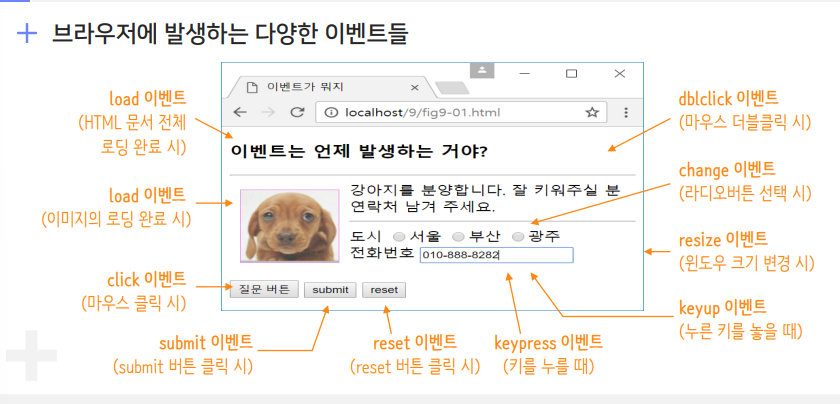 브라우저에 발생하는 다양한 이벤트들
이벤트가 뭐지
localhost/9/fig9-01.html
이벤트는 언제 발생하는 거야?
강아지를 분양합니다. 잘 키워주실 분
연락처 남겨 주세요.
도시 서울 부산 광주
전화번호 010-888-8282
질문 버튼 submit reset
load 이벤트
(HTML 문서 전체
로딩 완료 시)
load 이벤트
(이미지의 로딩 완료 시)
click 이벤트
(마우스 클릭 시)
submit 이벤트
(submit 버튼 클릭 시)
reset 이벤트
(reset 버튼 클릭 시)
keypress 이벤트
(키를 누를 때)
dblclick 이벤트
(마우스 더블클릭 시)
change 이벤트
(라디오버튼 선택 시)
resize 이벤트
(윈도우 크기 변경 시)
keyup 이벤트
(누른 키를 놓을 때)